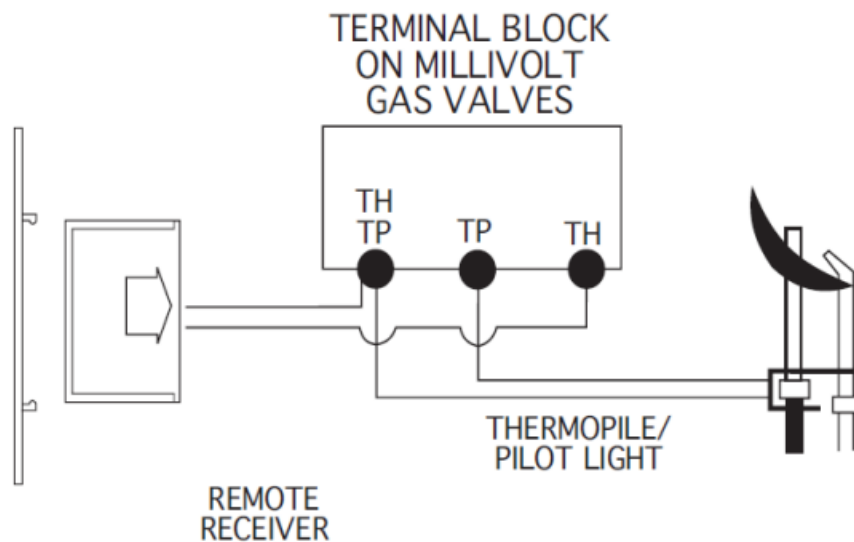 TERMINAL BLOCK
ON MILLIVOLT
GAS VALVES
TH
TP
TP
TH
THERMOPILE/
PILOT LIGHT
REMOTE
RECEIVER